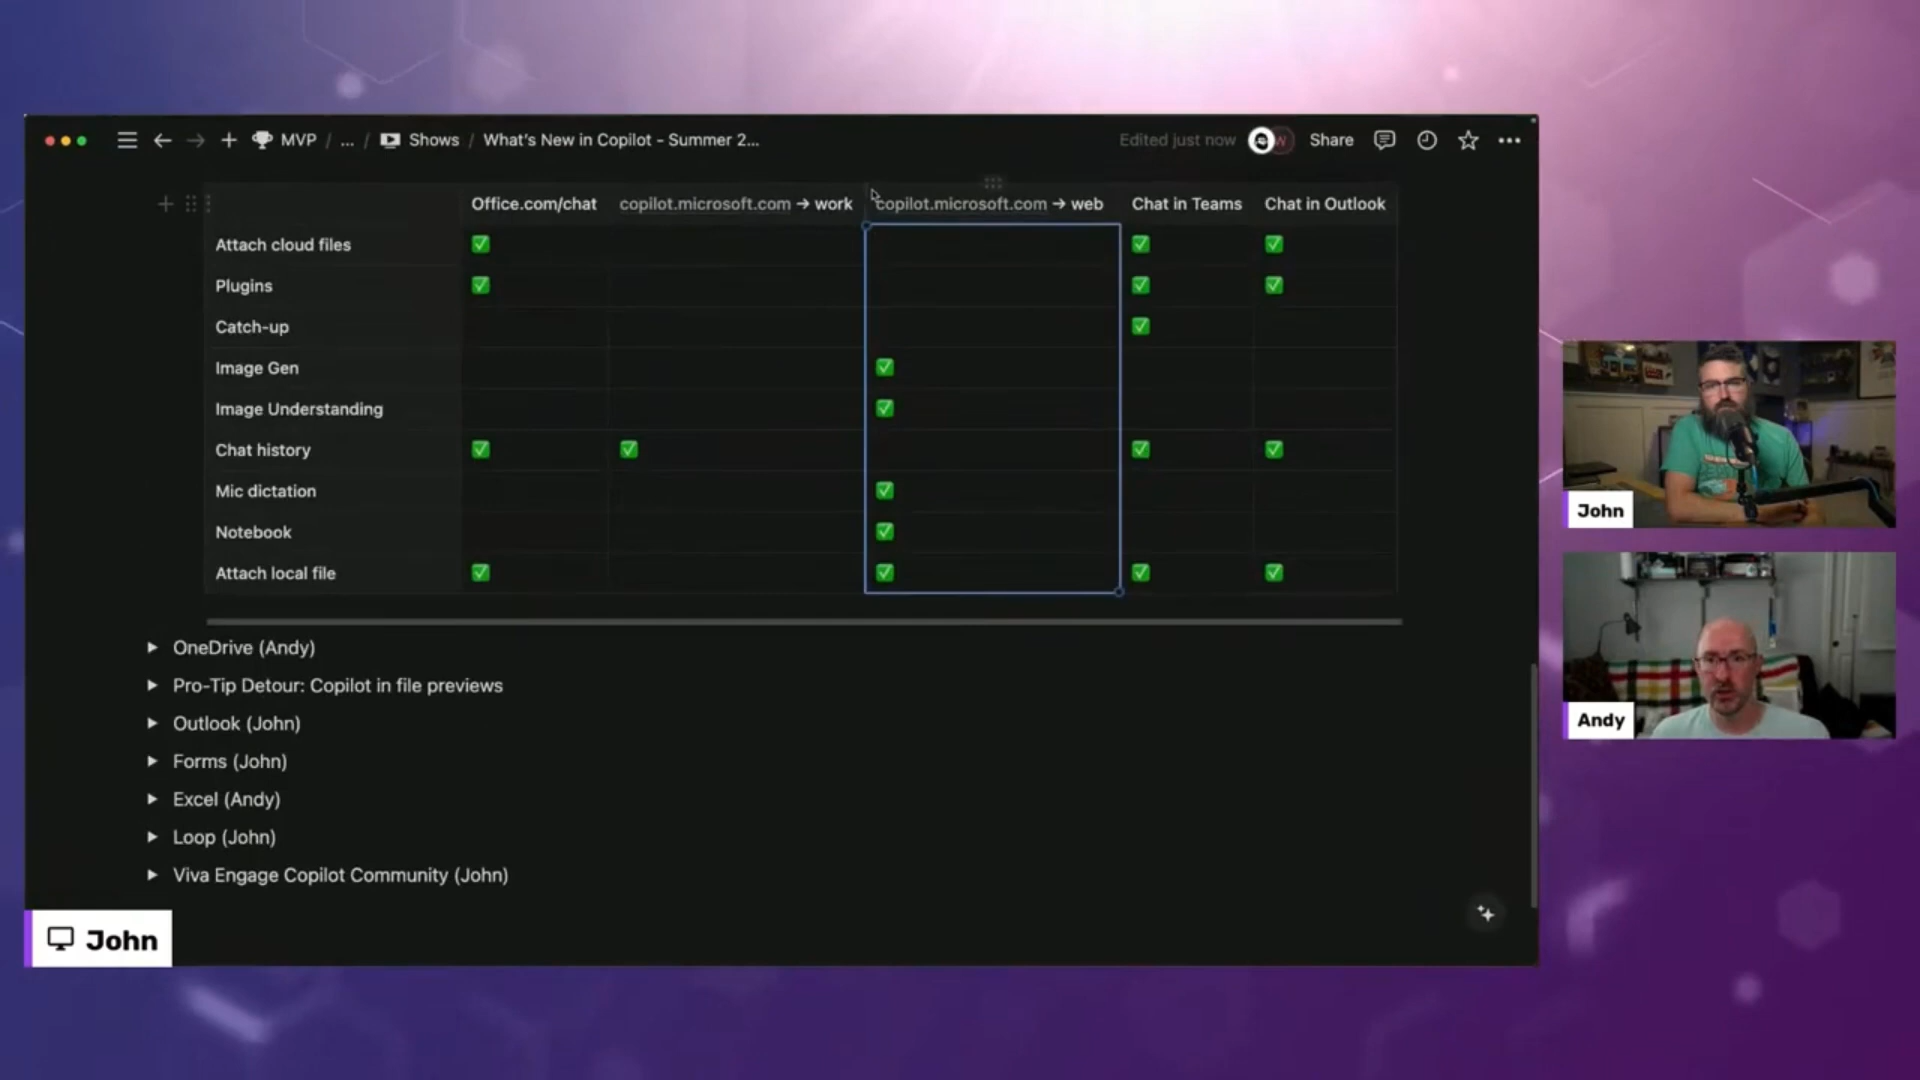 MVP / ... / Shows / What's New in Copilot - Summer 2...
Edited just now
Share
Office.com/chat copilot.microsoft.com → work copilot.microsoft.com → web Chat in Teams Chat in Outlook
Attach cloud files ✅ ✅ ✅
Plugins ✅ ✅ ✅
Catch-up ✅
Image Gen ✅
Image Understanding ✅
Chat history ✅ ✅ ✅ ✅
Mic dictation ✅
Notebook ✅
Attach local file ✅ ✅ ✅ ✅
OneDrive (Andy)
Pro-Tip Detour: Copilot in file previews
Outlook (John)
Forms (John)
Excel (Andy)
Loop (John)
Viva Engage Copilot Community (John)
John
John
Andy